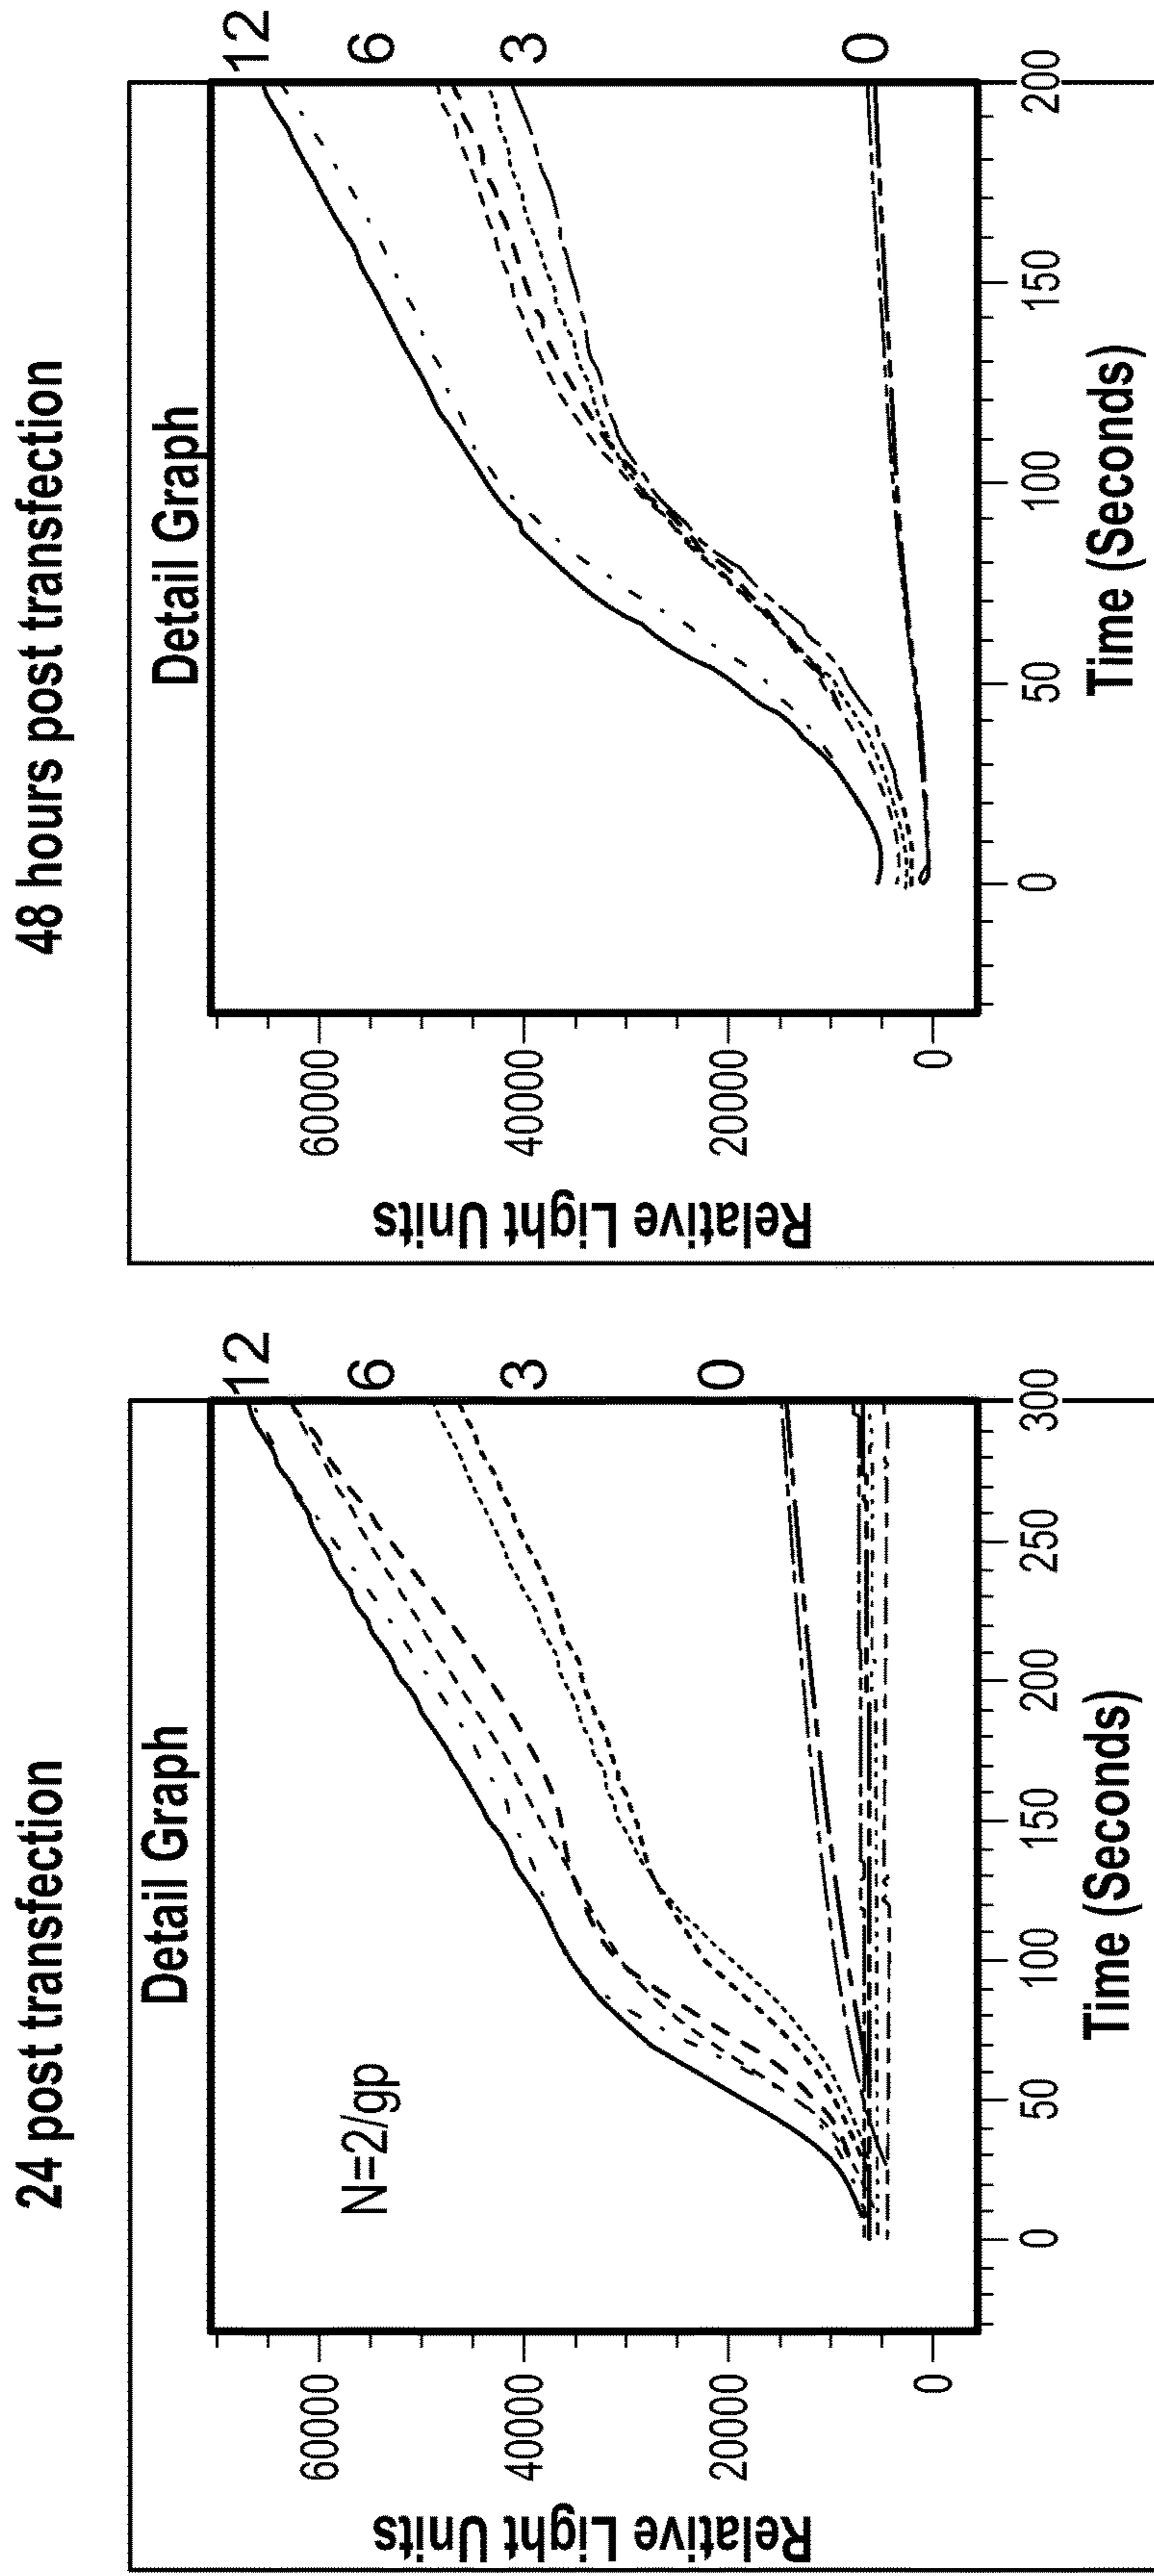 24 post transfection
Detail Graph
Relative Light Units
60000
40000
20000
0
N=2/gp
12
6
3
0
0 50 100 150 200 250 300
Time (Seconds)
48 hours post transfection
Detail Graph
Relative Light Units
60000
40000
20000
0
12
6
3
0
0 50 100 150 200
Time (Seconds)